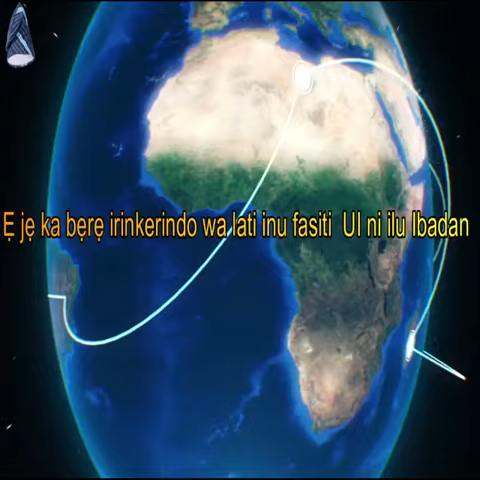 Ẹ jẹ ka bẹrẹ irinkerindo wa lati inu fasiti UI ni ilu Ibadan